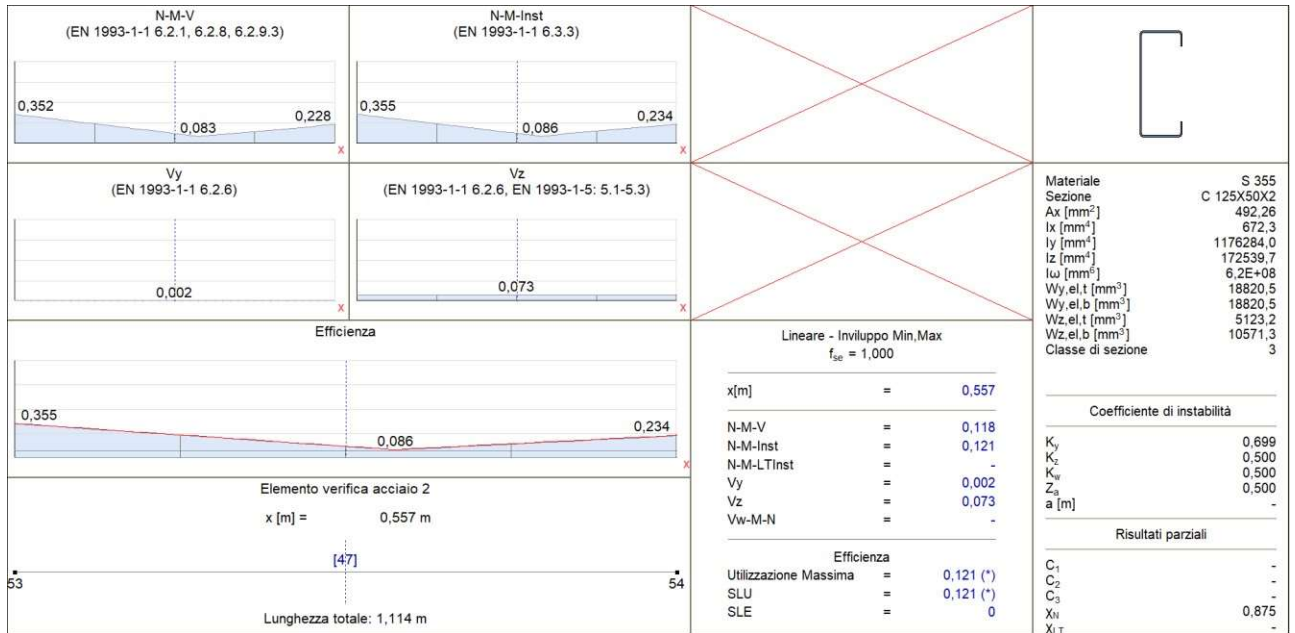 N-M-V
(EN 1993-1-1 6.2.1, 6.2.8, 6.2.9.3)
0,352
0,083
0,228
x
N-M-Inst
(EN 1993-1-1 6.3.3)
0,355
0,086
0,234
x
Vy
(EN 1993-1-1 6.2.6)
0,002
x
Vz
(EN 1993-1-1 6.2.6, EN 1993-1-5: 5.1-5.3)
0,073
x
Efficienza
0,355
0,086
0,234
x
Elemento verifica acciaio 2
x [m] = 0,557 m
[47]
53
54
Lunghezza totale: 1,114 m
Lineare - Inviluppo Min,Max
fse = 1,000
x[m] = 0,557
N-M-V = 0,118
N-M-Inst = 0,121
N-M-LTInst = -
Vy = 0,002
Vz = 0,073
Vw-M-N = -
Efficienza
Utilizzazione Massima = 0,121 (*)
SLU = 0,121 (*)
SLE = 0
Materiale S 355
Sezione C 125X50X2
Ax [mm²] 492,26
Ix [mm⁴] 672,3
Iy [mm⁴] 1176284,0
Iz [mm⁴] 172539,7
Iω [mm⁶] 6,2E+08
Wy,el,t [mm³] 18820,5
Wy,el,b [mm³] 18820,5
Wz,el,t [mm³] 5123,2
Wz,el,b [mm³] 10571,3
Classe di sezione 3
Coefficiente di instabilità
Ky 0,699
Kz 0,500
Kw 0,500
Za 0,500
a [m] -
Risultati parziali
C₁ -
C₂ -
C₃ -
χN 0,875
χLT -